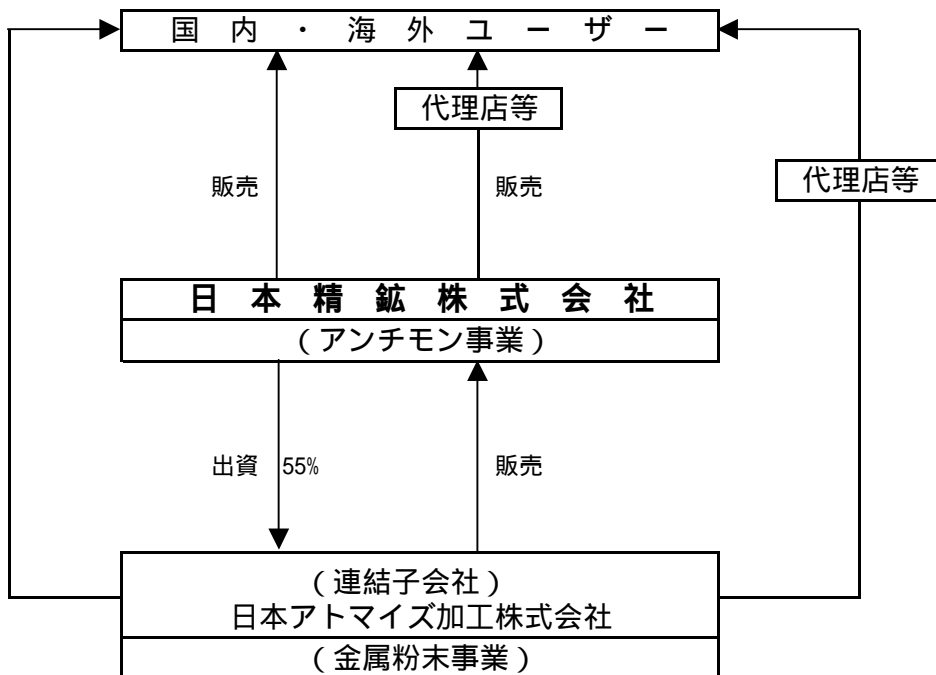 国 内 ・ 海 外 ユ ー ザ ー
代理店等
代理店等
販売
販売
日 本 精 鉱 株 式 会 社
（アンチモン事業）
出資 55%
販売
（連結子会社）
日本アトマイズ加工株式会社
（金属粉末事業）